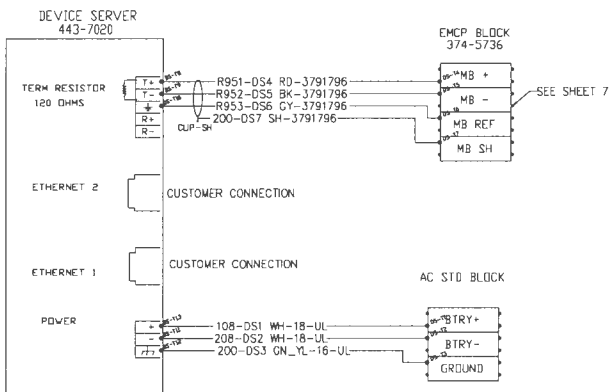 DEVICE SERVER
443-7020
EMCP BLOCK
374-5736
TERM RESISTOR
120 OHMS
T+
T-
R+
R-
R951-DS4 RD-3791796
R952-DS5 BK-3791796
R953-DS6 GY-3791796
200-DS7 SH-3791796
CLIP-SH
MB +
MB -
MB REF
MB SH
SEE SHEET 7
ETHERNET 2
CUSTOMER CONNECTION
ETHERNET 1
CUSTOMER CONNECTION
AC STD BLOCK
POWER
+
-
108-DS1 WH-18-UL
208-DS2 WH-18-UL
200-DS3 GN_YL-16-UL
BTRY+
BTRY-
GROUND